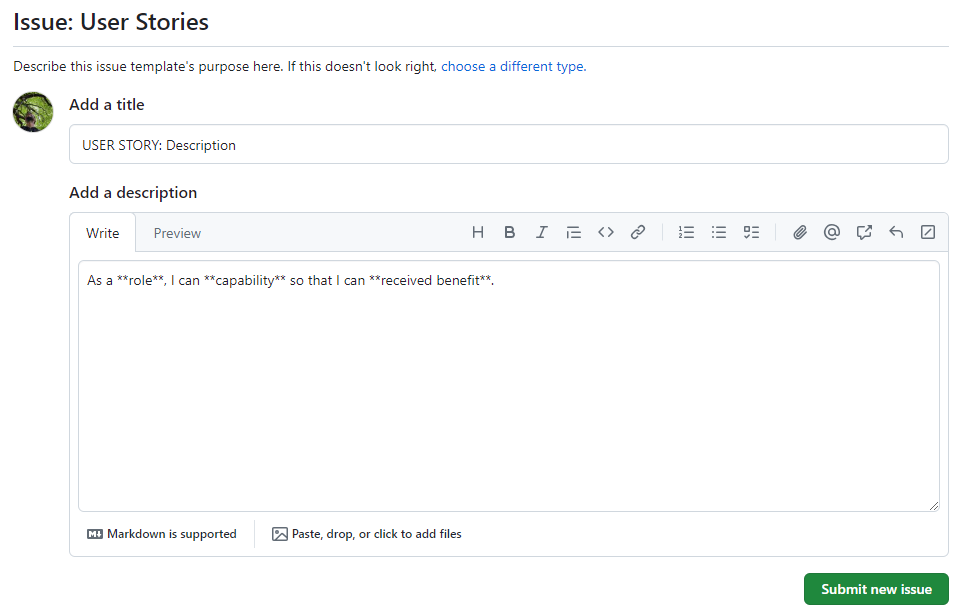 Issue: User Stories
Describe this issue template's purpose here. If this doesn't look right, choose a different type.
Add a title
USER STORY: Description
Add a description
Write Preview
As a **role**, I can **capability** so that I can **received benefit**.
Markdown is supported Paste, drop, or click to add files
Submit new issue